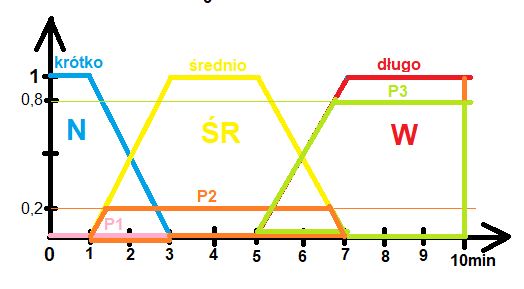 krótko
średnio
długo
1
0,8
P3
N
ŚR
W
0,2
P2
P1
0 1 2 3 4 5 6 7 8 9 10min